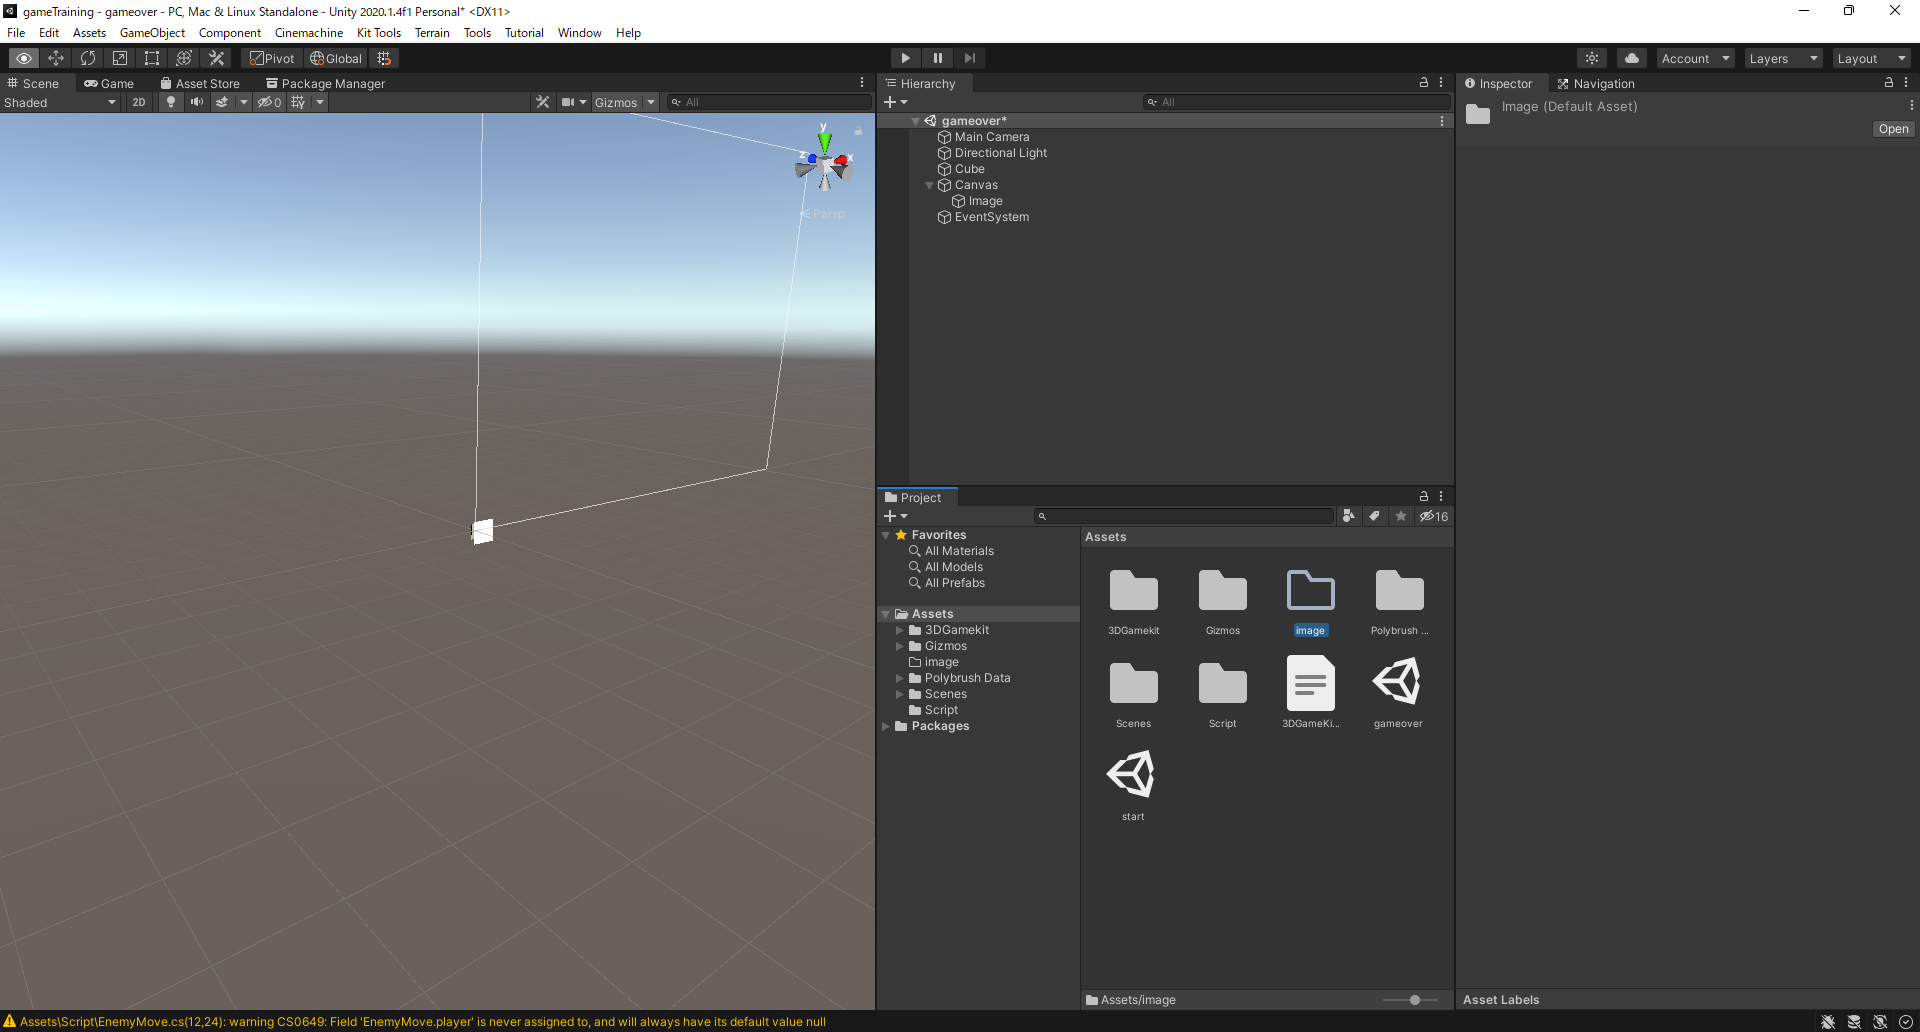 gameTraining - gameover - PC, Mac & Linux Standalone - Unity 2020.1.4f1 Personal* <DX11>
File Edit Assets GameObject Component Cinemachine Kit Tools Terrain Tools Tutorial Window Help
Pivot Global Account Layers Layout
Scene Game Asset Store Package Manager
Shaded 2D 0 Gizmos All
y
z x
Persp
Hierarchy
All
gameover*
Main Camera
Directional Light
Cube
Canvas
Image
EventSystem
Project
16
Favorites
All Materials
All Models
All Prefabs
Assets
3DGamekit
Gizmos
image
Polybrush Data
Scenes
Script
Packages
Assets
3DGamekit Gizmos image Polybrush ...
Scenes Script 3DGameKi... gameover
start
Assets/image
Inspector Navigation
Image (Default Asset)
Open
Asset Labels
Assets\Script\EnemyMove.cs(12,24): warning CS0649: Field 'EnemyMove.player' is never assigned to, and will always have its default value null